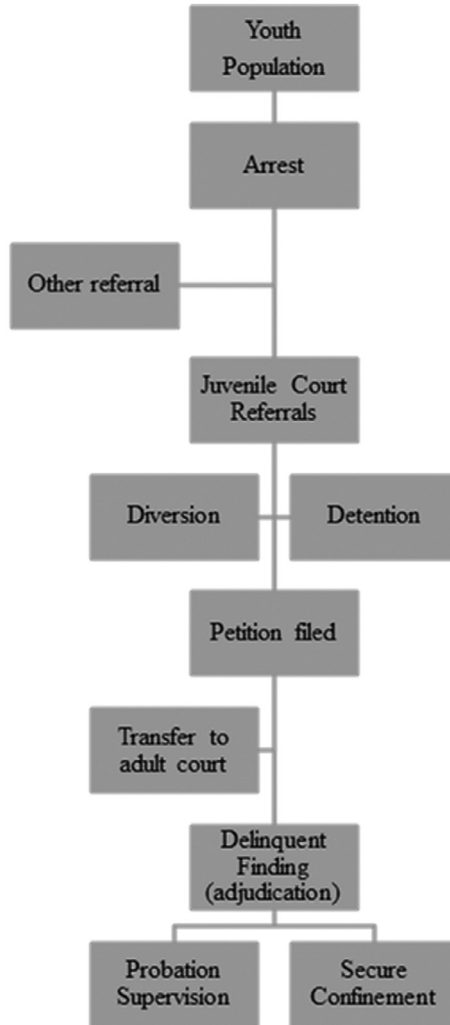 Youth
Population
Arrest
Other referral
Juvenile Court
Referrals
Diversion
Detention
Petition filed
Transfer to
adult court
Delinquent
Finding
(adjudication)
Probation
Supervision
Secure
Confinement